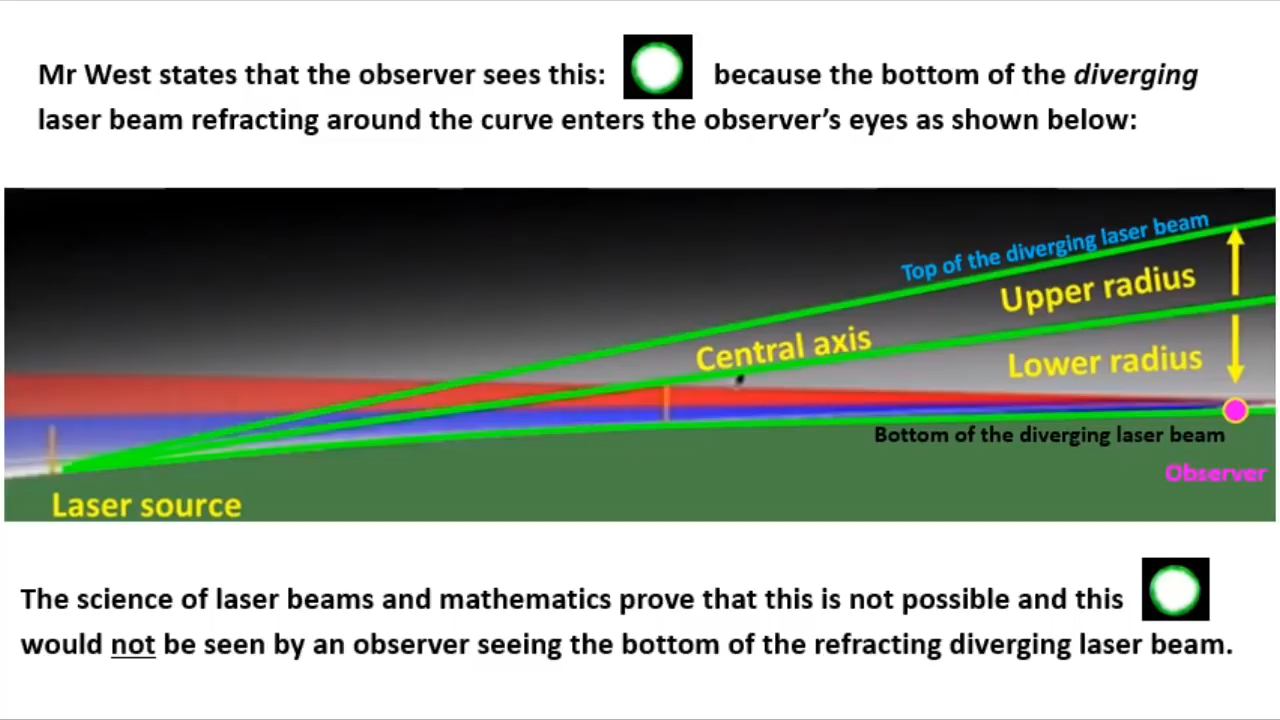 Mr West states that the observer sees this: because the bottom of the diverging
laser beam refracting around the curve enters the observer's eyes as shown below:
Top of the diverging laser beam
Upper radius
Central axis
Lower radius
Bottom of the diverging laser beam
Observer
Laser source
The science of laser beams and mathematics prove that this is not possible and this
would not be seen by an observer seeing the bottom of the refracting diverging laser beam.